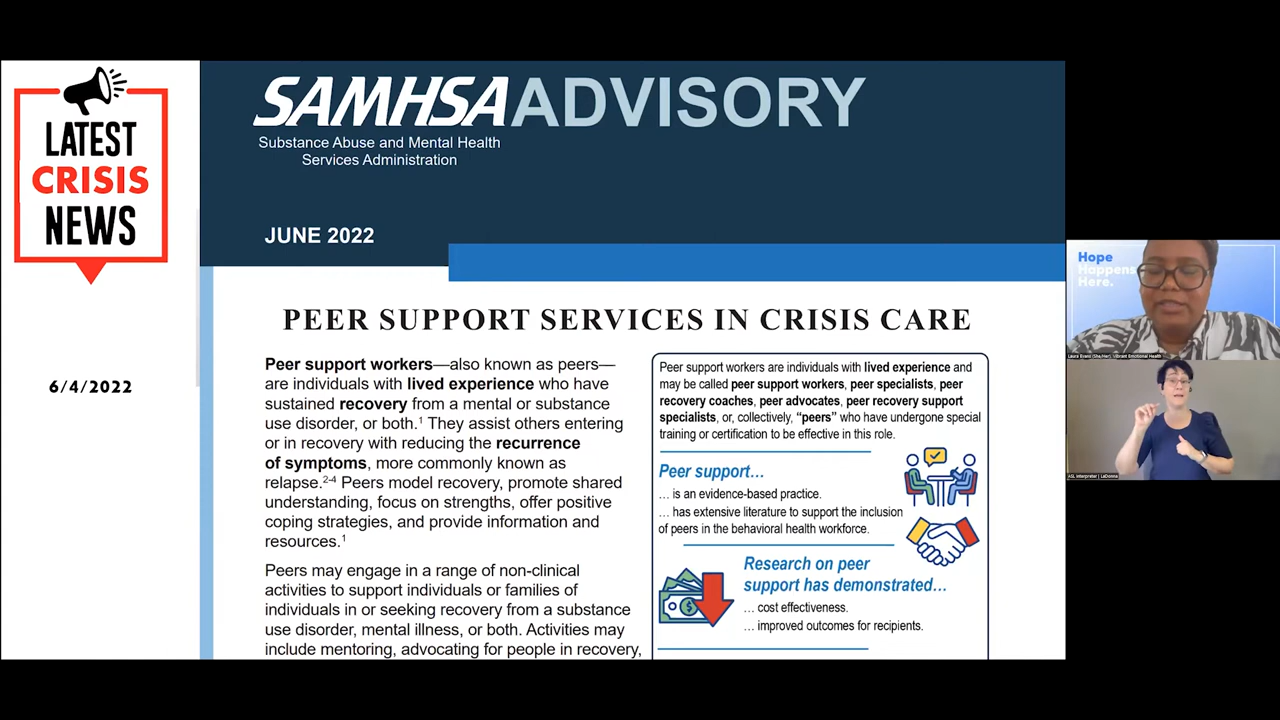 LATEST
CRISIS
NEWS
6/4/2022
SAMHSA ADVISORY
Substance Abuse and Mental Health
Services Administration
JUNE 2022
PEER SUPPORT SERVICES IN CRISIS CARE
Peer support workers—also known as peers—
are individuals with lived experience who have
sustained recovery from a mental or substance
use disorder, or both.1 They assist others entering
or in recovery with reducing the recurrence
of symptoms, more commonly known as
relapse.2-4 Peers model recovery, promote shared
understanding, focus on strengths, offer positive
coping strategies, and provide information and
resources.1
Peers may engage in a range of non-clinical
activities to support individuals or families of
individuals in or seeking recovery from a substance
use disorder, mental illness, or both. Activities may
include mentoring, advocating for people in recovery,
Peer support workers are individuals with lived experience and
may be called peer support workers, peer specialists, peer
recovery coaches, peer advocates, peer recovery support
specialists, or, collectively, “peers” who have undergone special
training or certification to be effective in this role.
Peer support…
… is an evidence-based practice.
… has extensive literature to support the inclusion
of peers in the behavioral health workforce.
Research on peer
support has demonstrated…
… cost effectiveness.
… improved outcomes for recipients.
Hope
Happens
Here.
Laura Evans (She/Her), Vibrant Emotional Health
ASL Interpreter | LaDonna